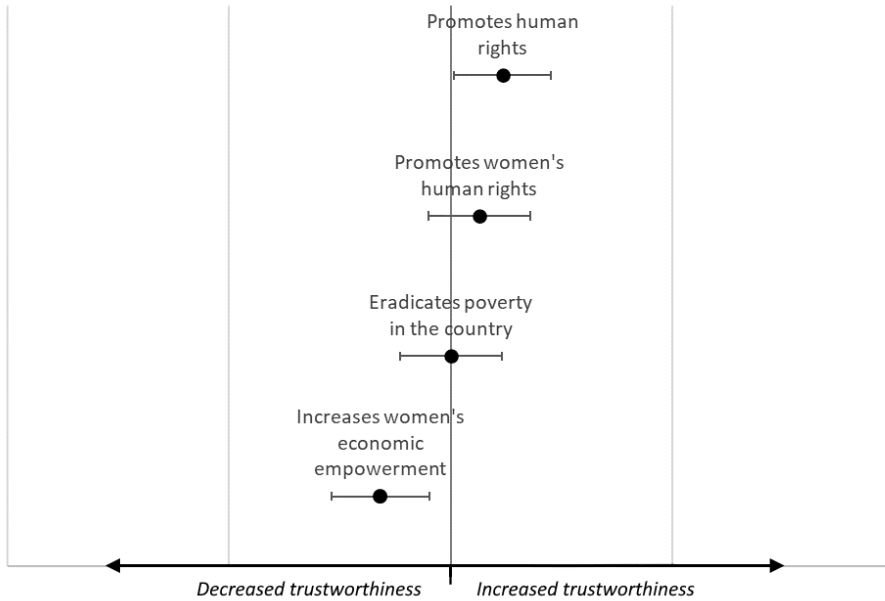 Promotes human
rights
Promotes women's
human rights
Eradicates poverty
in the country
Increases women's
economic
empowerment
Decreased trustworthiness
Increased trustworthiness